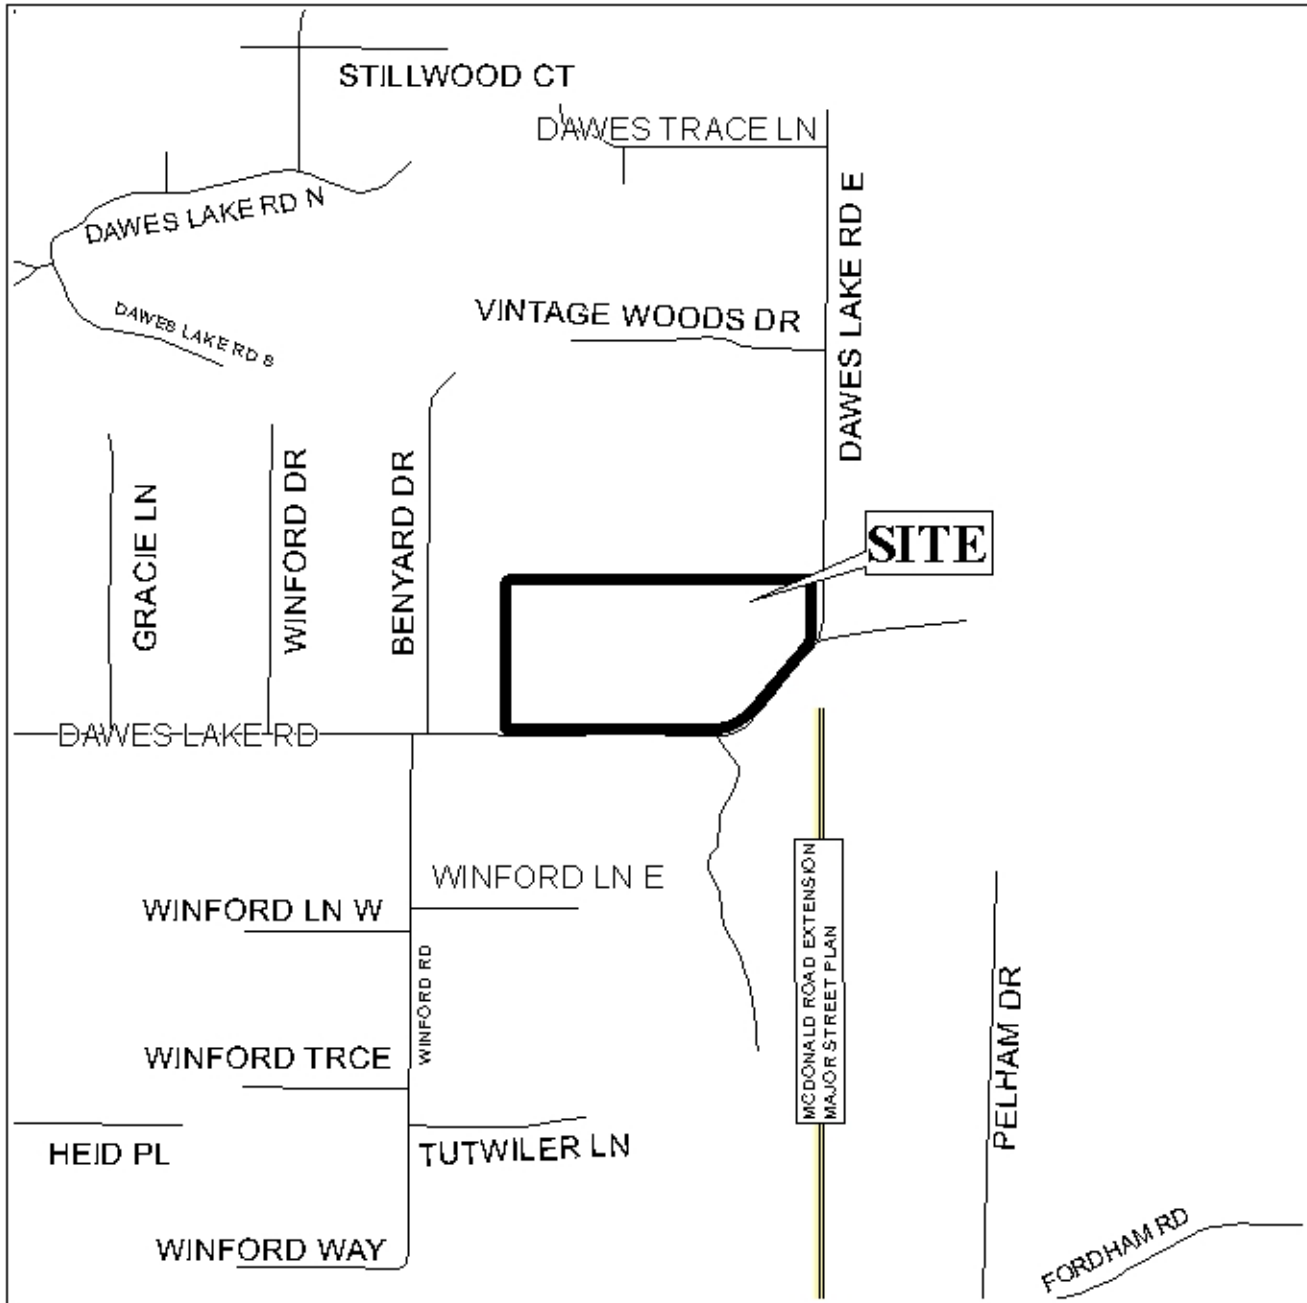 STILLWOOD CT
DAWES TRACE LN
DAWES LAKE RD N
DAWES LAKE RD E
DAWES LAKE RD S
VINTAGE WOODS DR
GRACIE LN
WINFORD DR
BENYARD DR
SITE
DAWES LAKE RD
WINFORD LN E
WINFORD LN W
WINFORD RD
MCDONALD ROAD EXTENSION
MAJOR STREET PLAN
PELHAM DR
WINFORD TRCE
HEID PL
TUTWILER LN
WINFORD WAY
FORDHAM RD